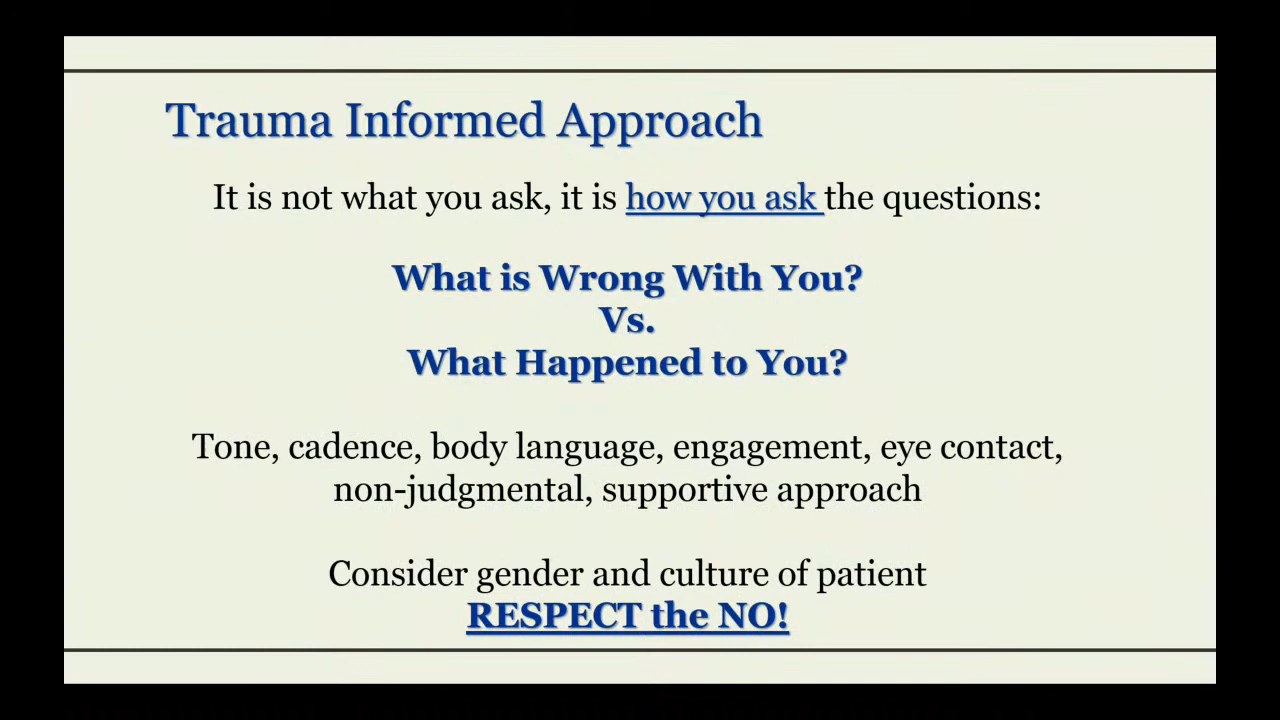 Trauma Informed Approach
It is not what you ask, it is how you ask the questions:
What is Wrong With You?
Vs.
What Happened to You?
Tone, cadence, body language, engagement, eye contact,
non-judgmental, supportive approach
Consider gender and culture of patient
RESPECT the NO!